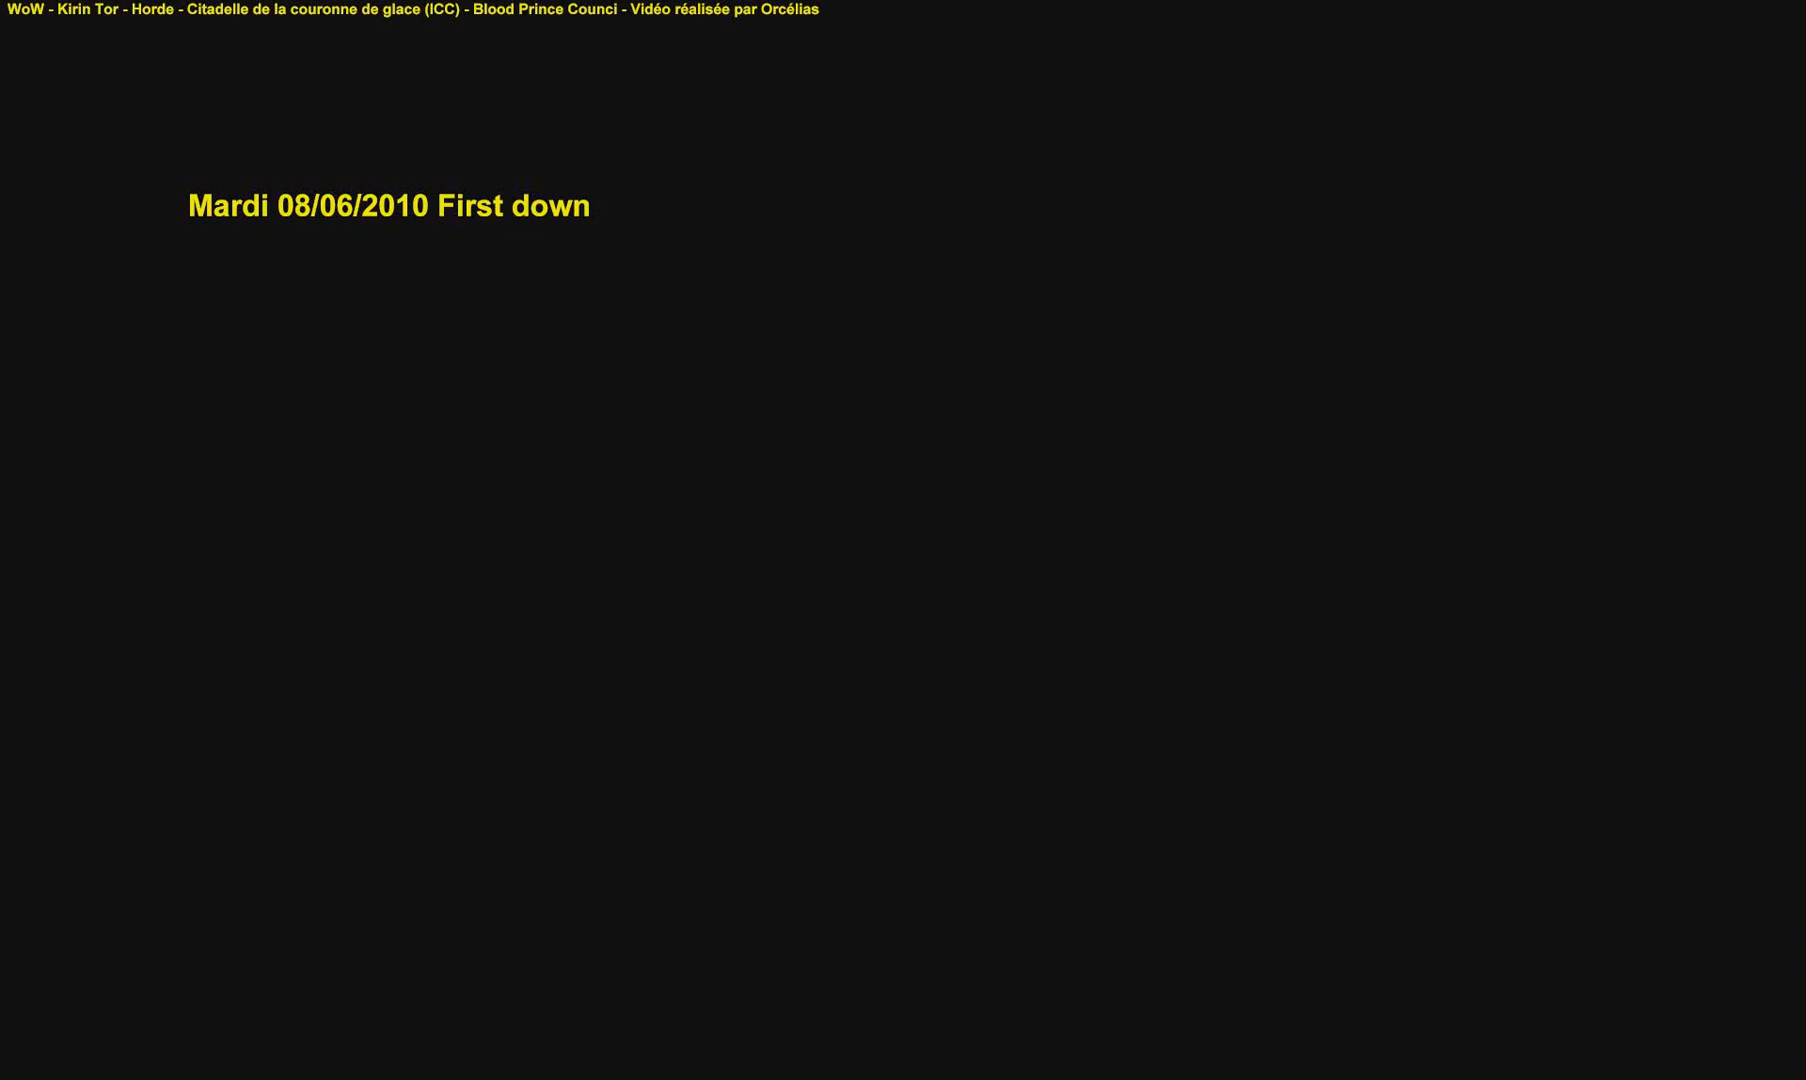 WoW - Kirin Tor - Horde - Citadelle de la couronne de glace (ICC) - Blood Prince Counci - Vidéo réalisée par Orcélias
Mardi 08/06/2010 First down